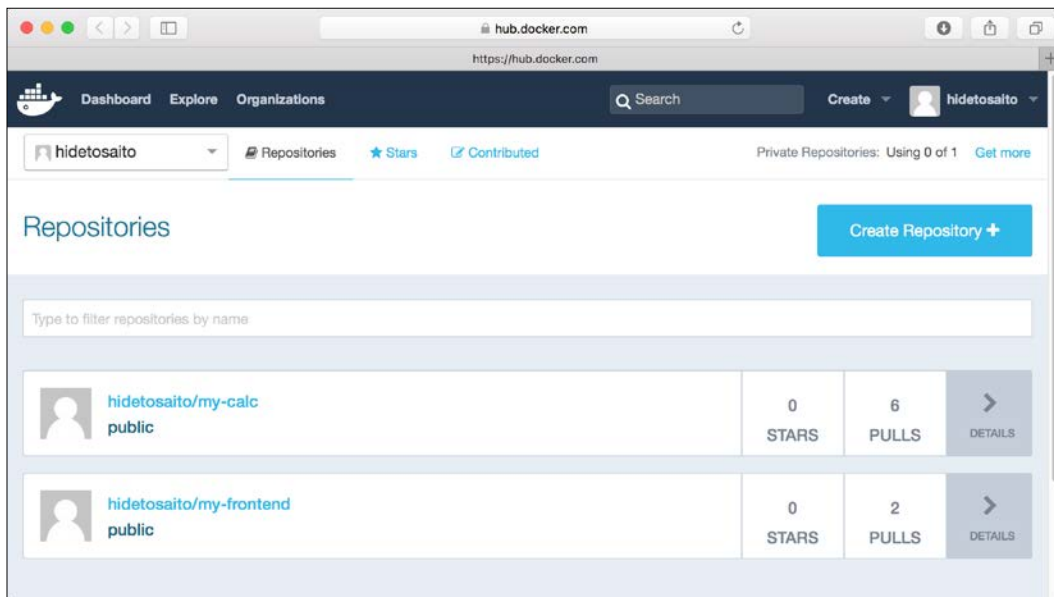 hub.docker.com
https://hub.docker.com
+
Dashboard Explore Organizations Search Create hidetosaito
hidetosaito Repositories Stars Contributed Private Repositories: Using 0 of 1 Get more
Repositories Create Repository +
Type to filter repositories by name
hidetosaito/my-calc
public
0
STARS
6
PULLS
DETAILS
hidetosaito/my-frontend
public
0
STARS
2
PULLS
DETAILS